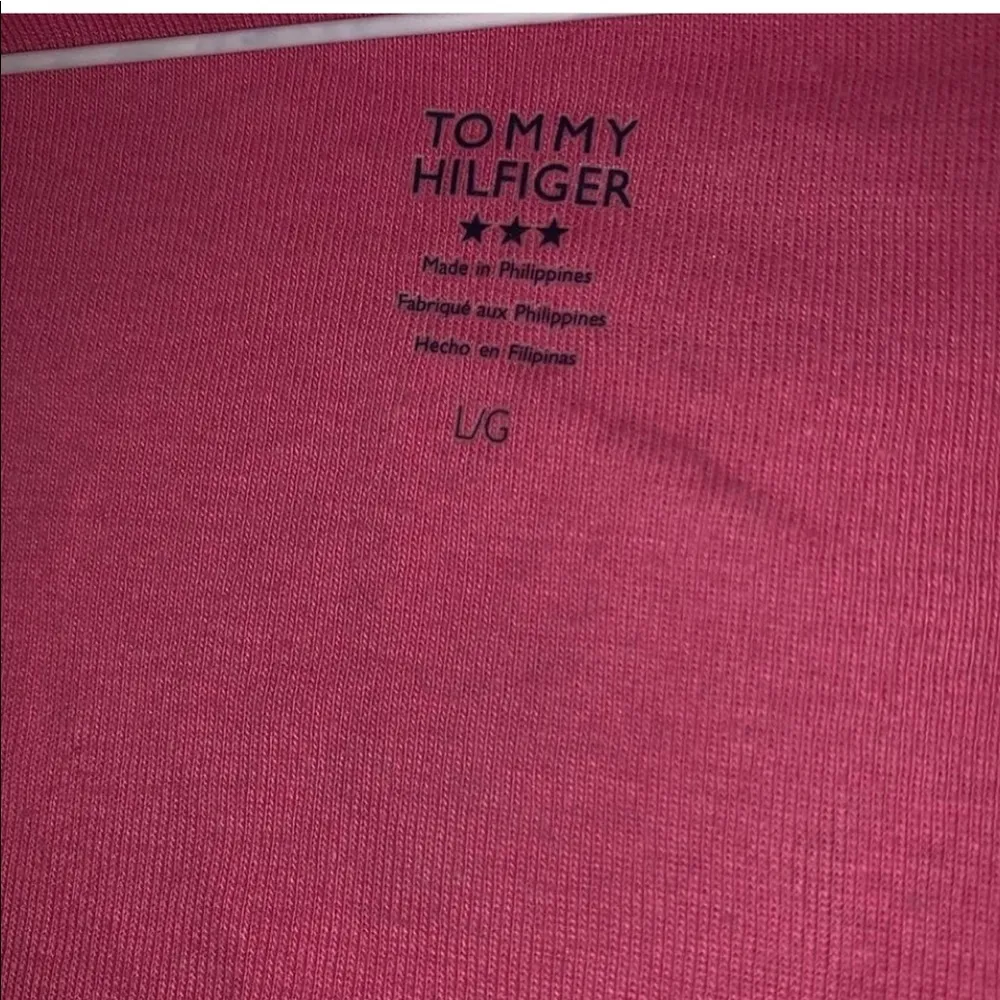 TOMMY
HILFIGER
★★★
Made in Philippines
Fabriqué aux Philippines
Hecho en Filipinas
L/G